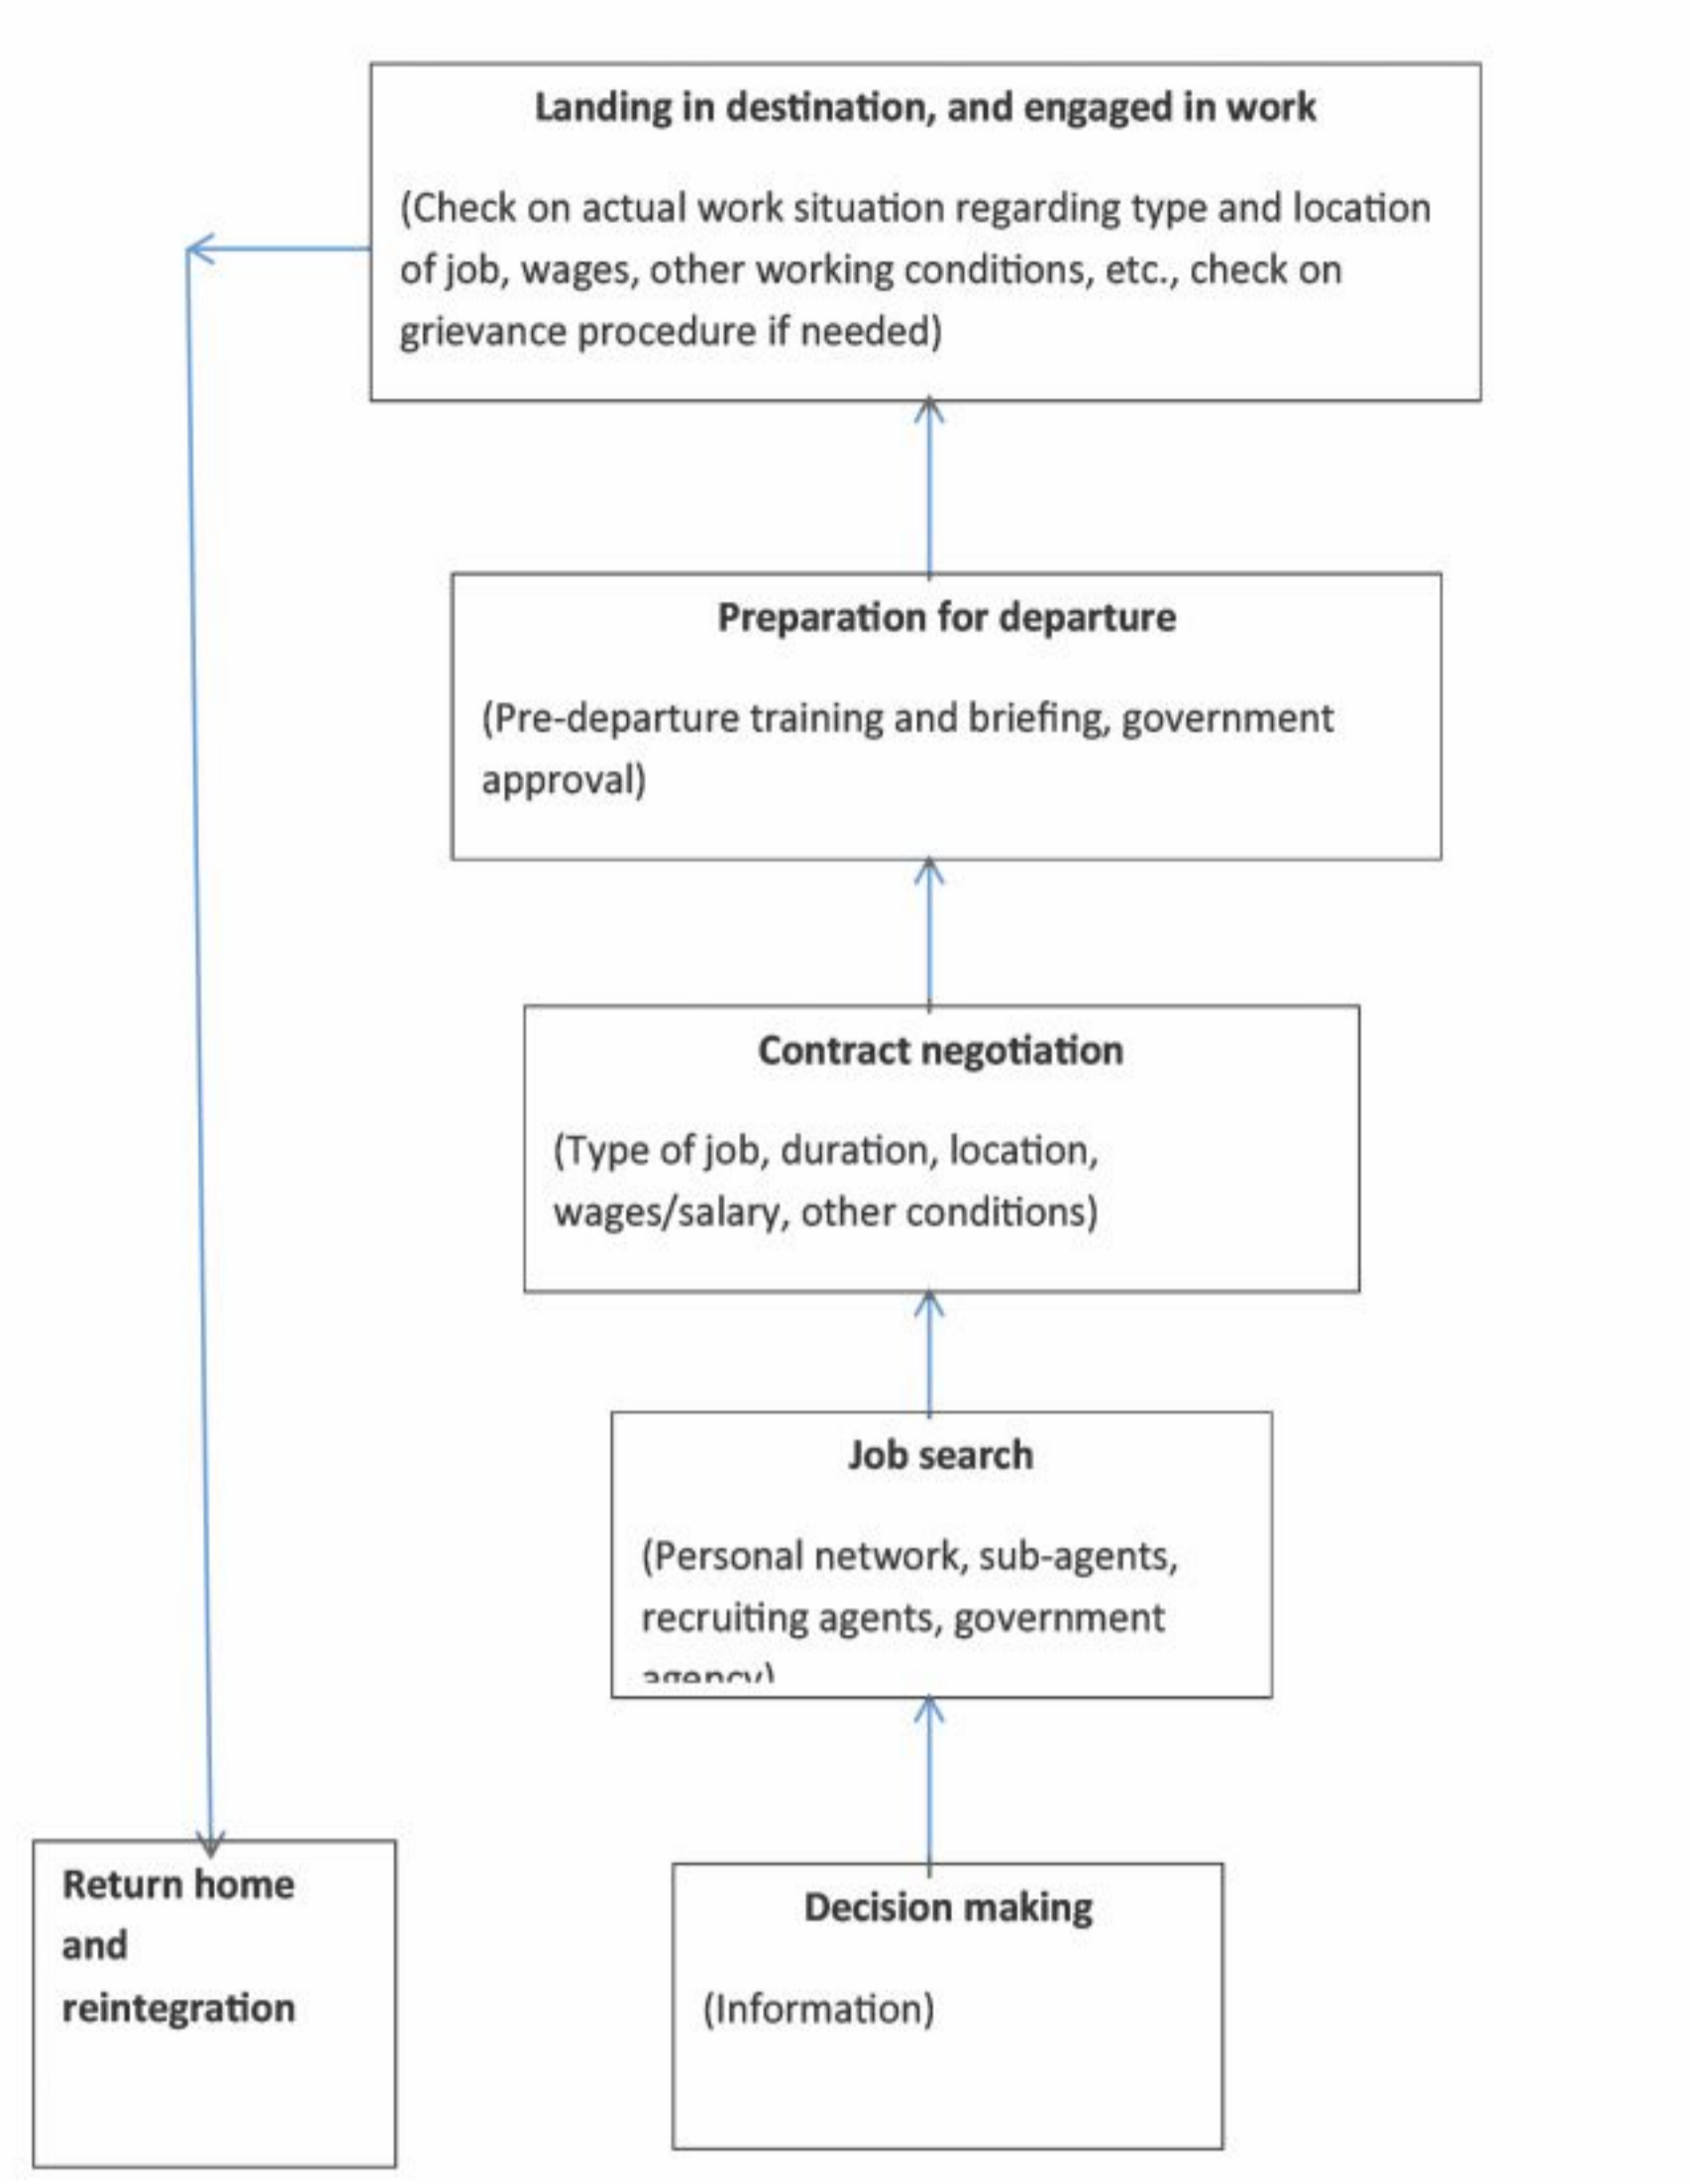 Landing in destination, and engaged in work
(Check on actual work situation regarding type and location
of job, wages, other working conditions, etc., check on
grievance procedure if needed)
Preparation for departure
(Pre-departure training and briefing, government
approval)
Contract negotiation
(Type of job, duration, location,
wages/salary, other conditions)
Job search
(Personal network, sub-agents,
recruiting agents, government
agency)
Return home
and
reintegration
Decision making
(Information)